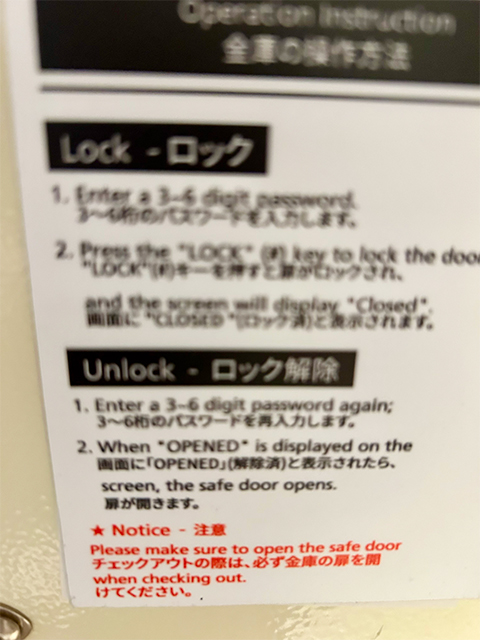 Operation Instruction
金庫の操作方法
Lock - ロック
1. Enter a 3-6 digit password.
3〜6桁のパスワードを入力します。
2. Press the "LOCK" (#) key to lock the door
"LOCK"(#)キーを押すと扉がロックされ、
and the screen will display "Closed".
画面に "CLOSED "(ロック済)と表示されます。
Unlock - ロック解除
1. Enter a 3-6 digit password again;
3〜6桁のパスワードを再入力します。
2. When "OPENED" is displayed on the
画面に「OPENED」(解除済)と表示されたら、
screen, the safe door opens.
扉が開きます。
★ Notice - 注意
Please make sure to open the safe door
チェックアウトの際は、必ず金庫の扉を開
when checking out.
けてください。